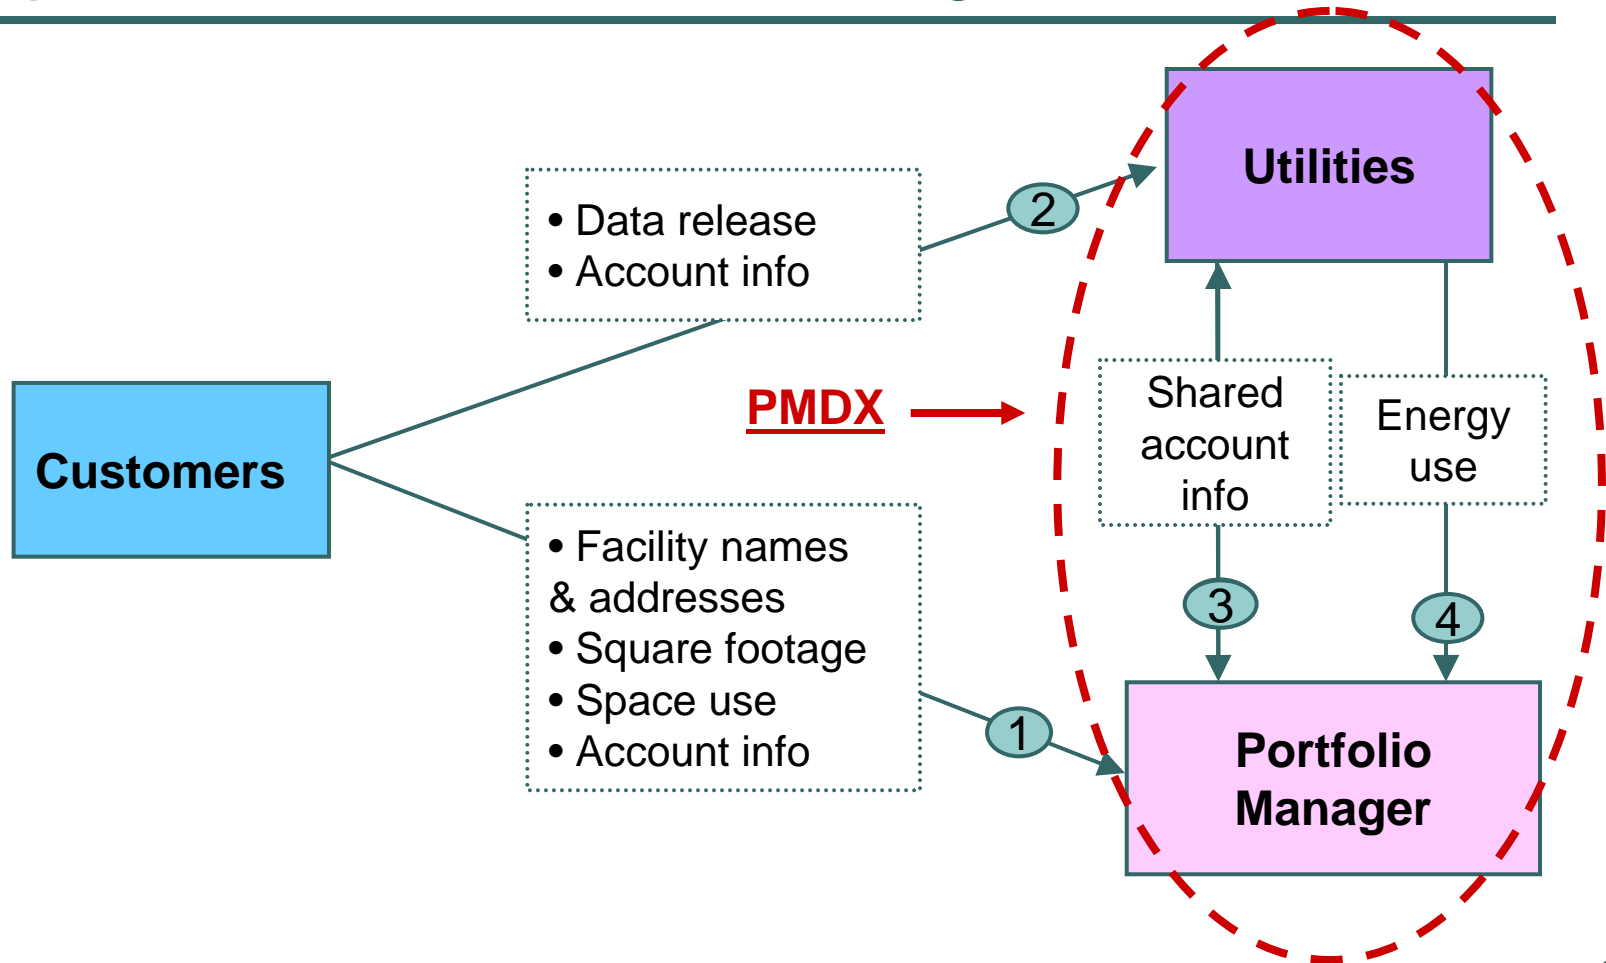 Utilities
2
• Data release
• Account info
Shared
account
info
Energy
use
PMDX
Customers
• Facility names
& addresses
• Square footage
• Space use
• Account info
3
4
1
Portfolio
Manager